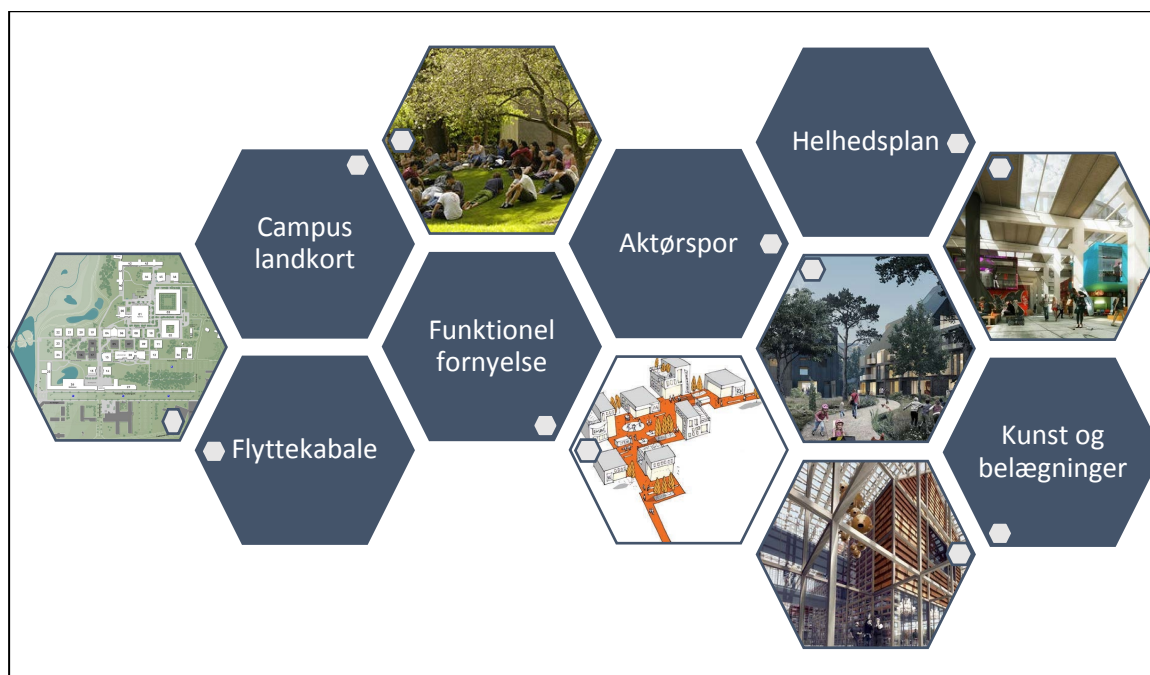 Campus
landkort
Flyttekabale
Funktionel
fornyelse
Aktørspor
Helhedsplan
Kunst og
belægninger